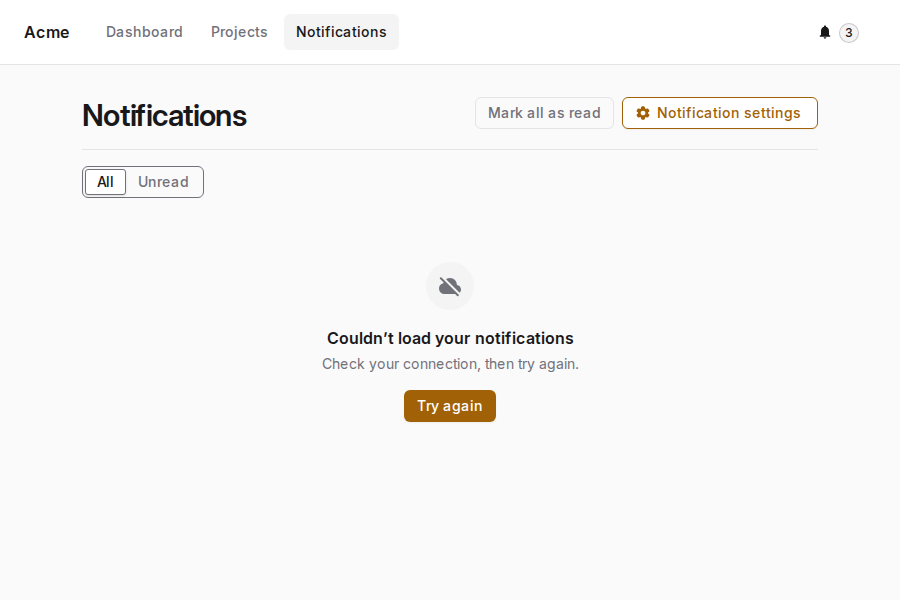 Acme Dashboard Projects Notifications 3
Notifications Mark all as read Notification settings
All Unread
Couldn’t load your notifications
Check your connection, then try again.
Try again